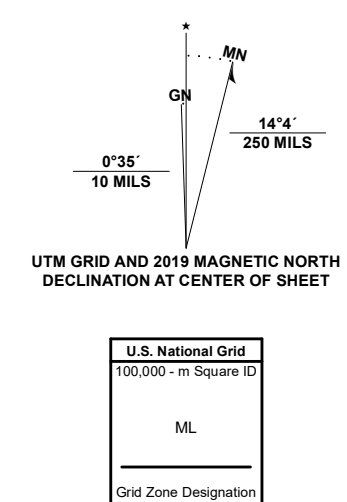 ★
MN
GN
14°4´
250 MILS
0°35´
10 MILS
UTM GRID AND 2019 MAGNETIC NORTH
DECLINATION AT CENTER OF SHEET
U.S. National Grid
100,000 - m Square ID
ML
Grid Zone Designation